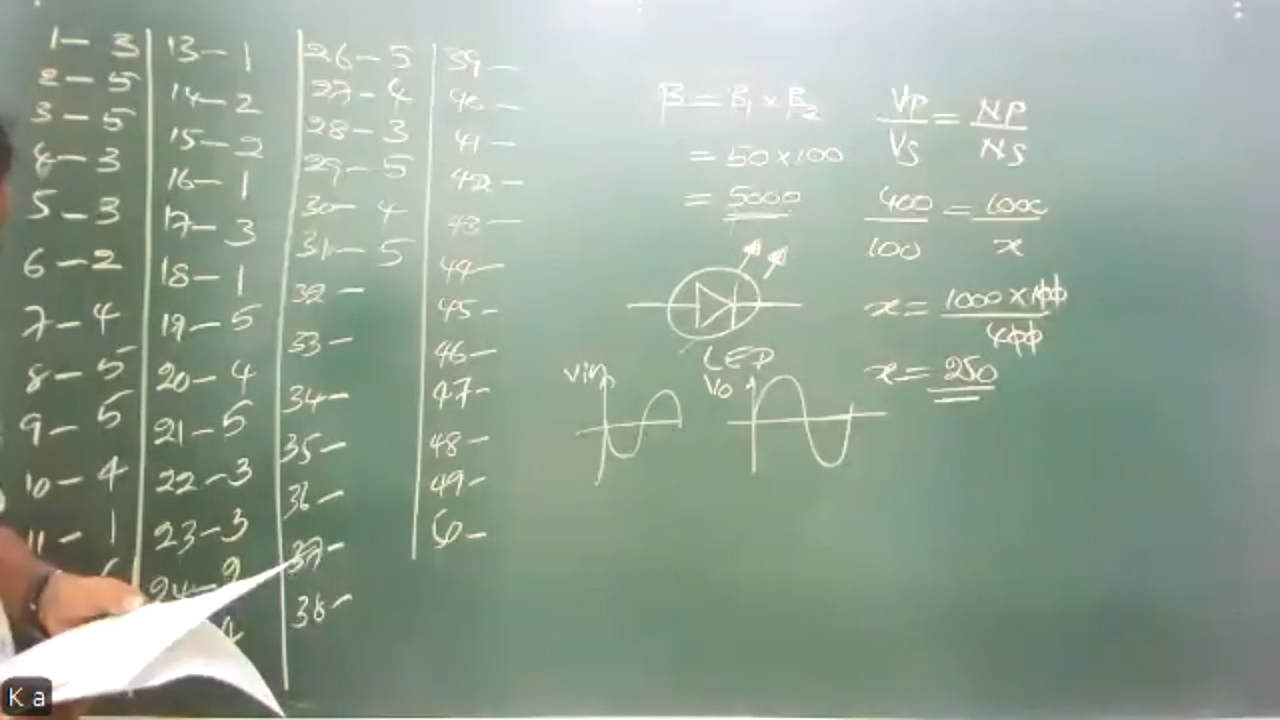 1 – 3
2 – 5
3 – 5
4 – 3
5 – 3
6 – 2
7 – 4
8 – 5
9 – 5
10 – 4
11 – 1
13 – 1
14 – 2
15 – 2
16 – 1
17 – 3
18 – 1
19 – 5
20 – 4
21 – 5
22 – 3
23 – 3
24 – 2
4
26 – 5
27 – 4
28 – 3
29 – 5
30 – 4
31 – 5
32 –
33 –
34 –
35 –
36 –
37 –
38 –
39 –
40 –
41 –
42 –
43 –
44 –
45 –
46 –
47 –
48 –
49 –
β = β₁ × β₂
= 50 × 100
= 5000
LED
Vin
Vo
VP/VS = NP/NS
400/100 = 1000/x
x = 1000 × 100/400
x = 250
K a